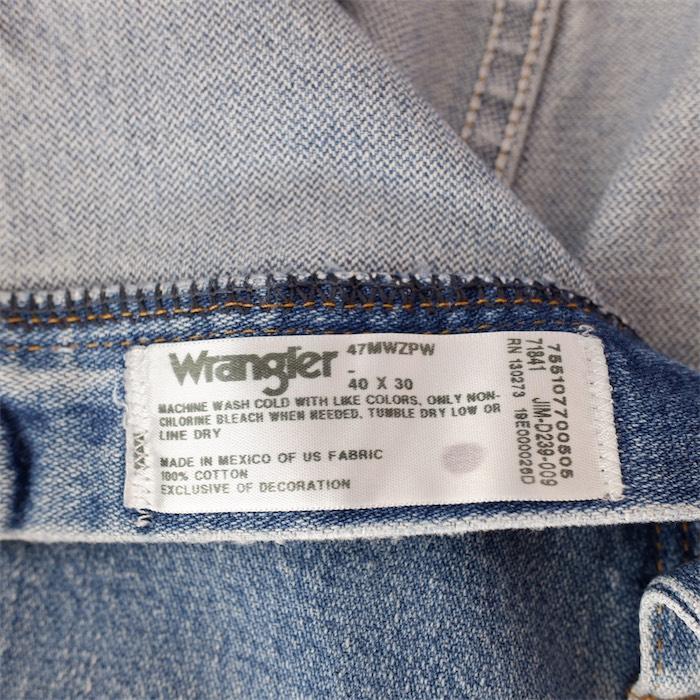 Wrangler
47MWZPW
-
40 X 30
MACHINE WASH COLD WITH LIKE COLORS, ONLY NON-
CHLORINE BLEACH WHEN NEEDED. TUMBLE DRY LOW OR
LINE DRY
MADE IN MEXICO OF US FABRIC
100% COTTON
EXCLUSIVE OF DECORATION
755107700505
71841 JIM-D239-009
RN 130273 19E000026D